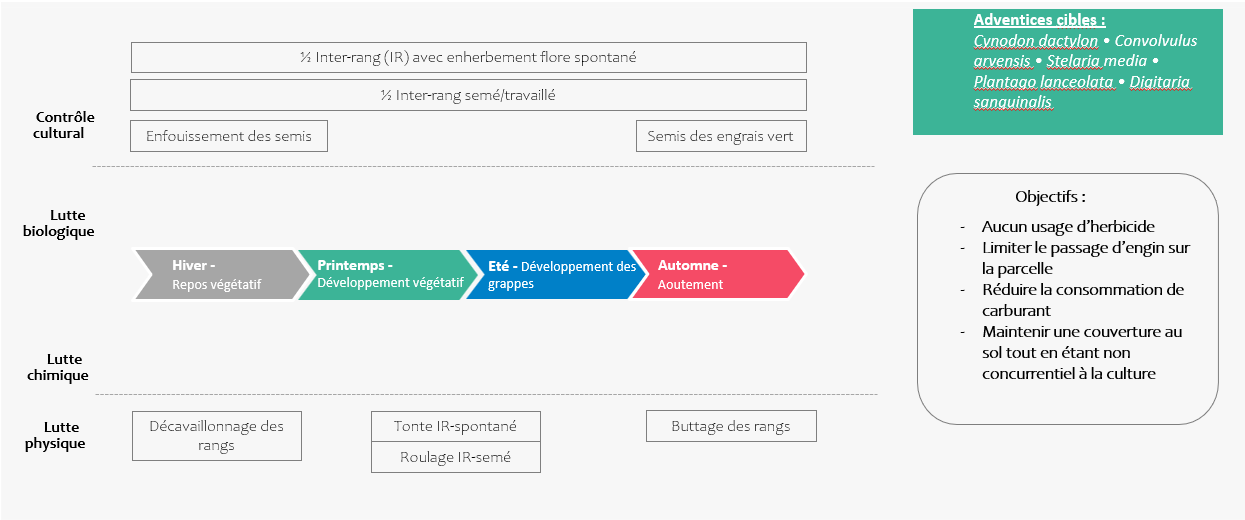 ½ Inter-rang (IR) avec enherbement flore spontané
½ Inter-rang semé/travaillé
Contrôle
cultural
Enfouissement des semis
Semis des engrais vert
Lutte
biologique
Hiver -
Repos végétatif
Printemps -
Développement végétatif
Eté - Développement des
grappes
Automne -
Aoutement
Lutte
chimique
Lutte
physique
Décavaillonnage des
rangs
Tonte IR-spontané
Roulage IR-semé
Buttage des rangs
Adventices cibles :
Cynodon dactylon • Convolvulus
arvensis • Stelaria media •
Plantago lanceolata • Digitaria
sanguinalis
Objectifs :
- Aucun usage d'herbicide
- Limiter le passage d'engin sur
la parcelle
- Réduire la consommation de
carburant
- Maintenir une couverture au
sol tout en étant non
concurrentiel à la culture